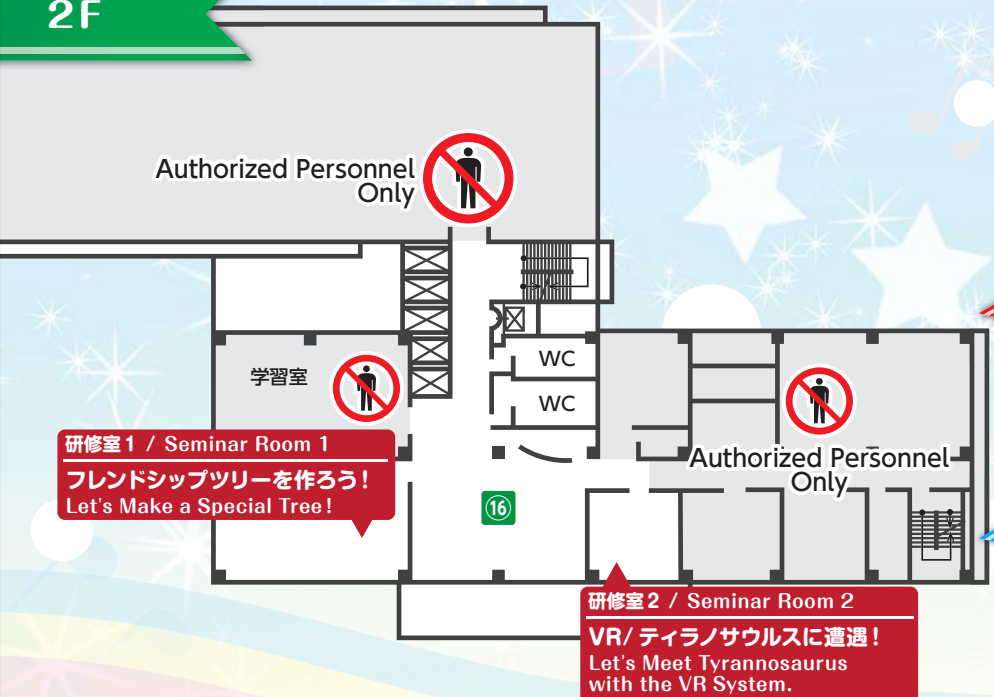 2F
Authorized Personnel
Only
学習室
WC
WC
研修室1 / Seminar Room 1
フレンドシップツリーを作ろう!
Let's Make a Special Tree!
⑯
Authorized Personnel
Only
研修室2 / Seminar Room 2
VR/ティラノサウルスに遭遇!
Let's Meet Tyrannosaurus
with the VR System.